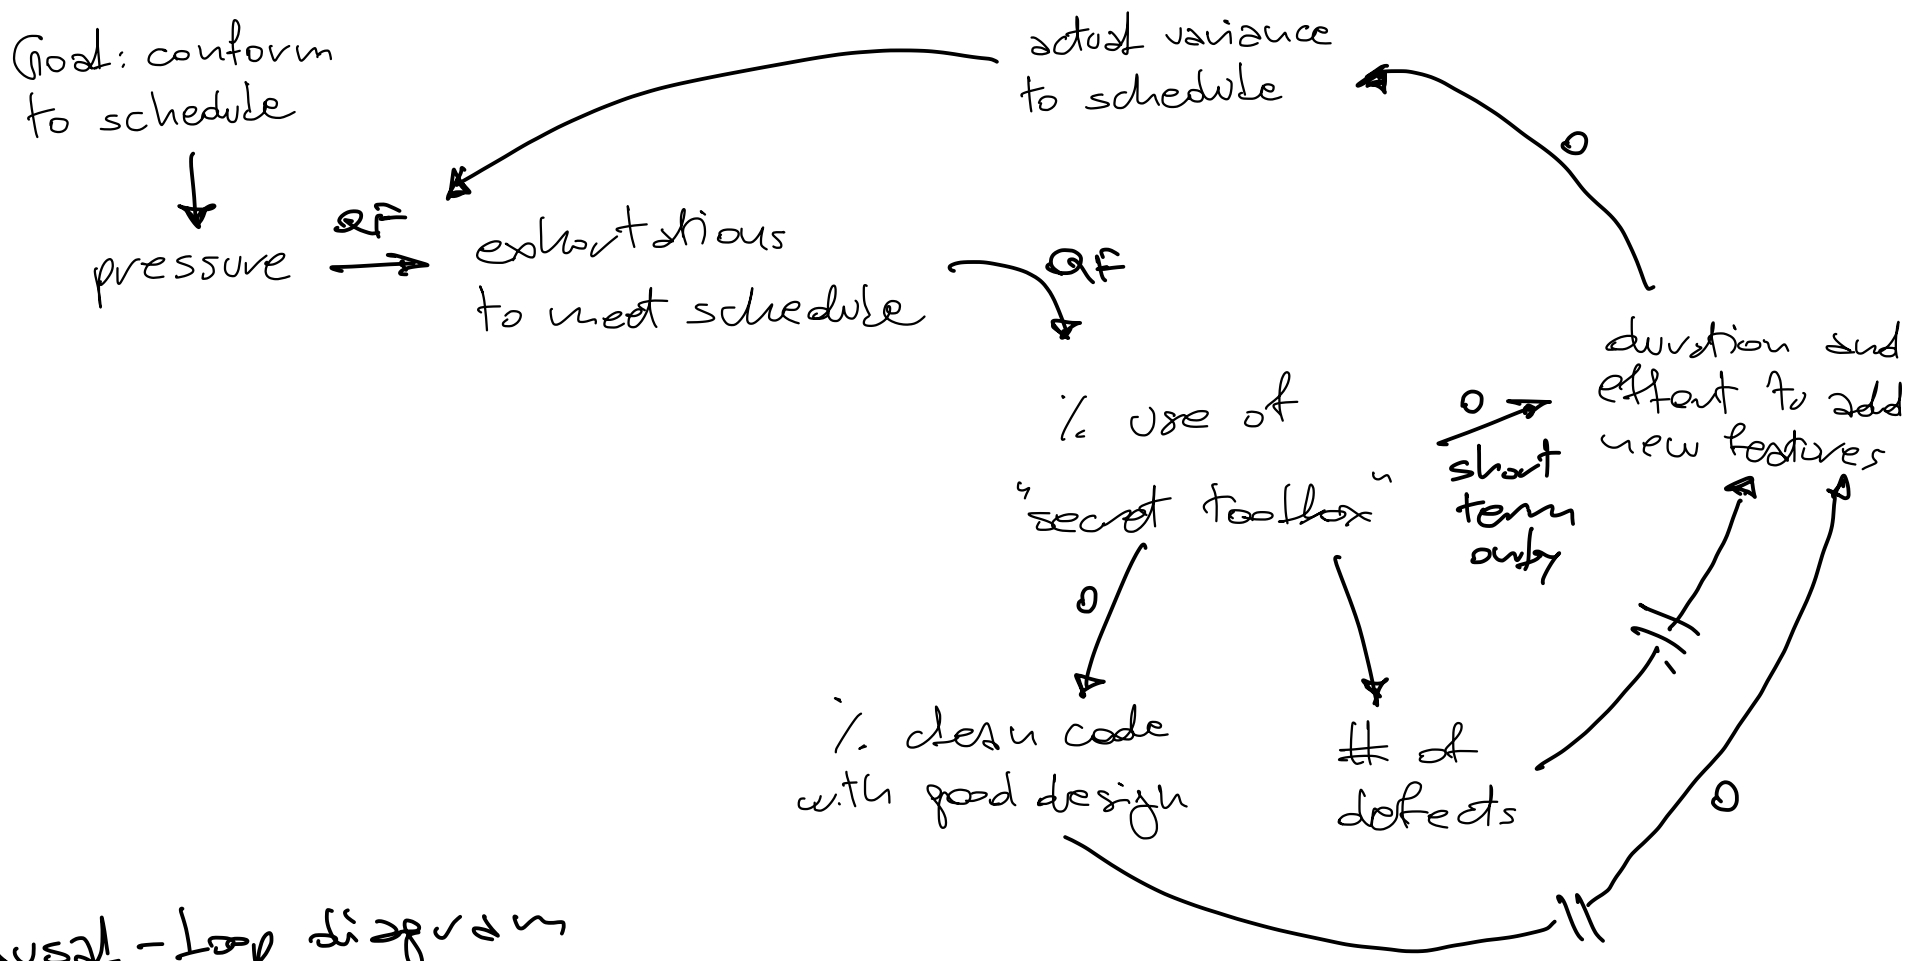 Goal: conform
to schedule
actual variance
to schedule
O
pressure
QF
exhortations
to meet schedule
QF
% use of
"secret toolbox"
O
short
term
only
duration and
effort to add
new features
O
% clean code
with good design
# of
defects
O
usal-Loop diagram